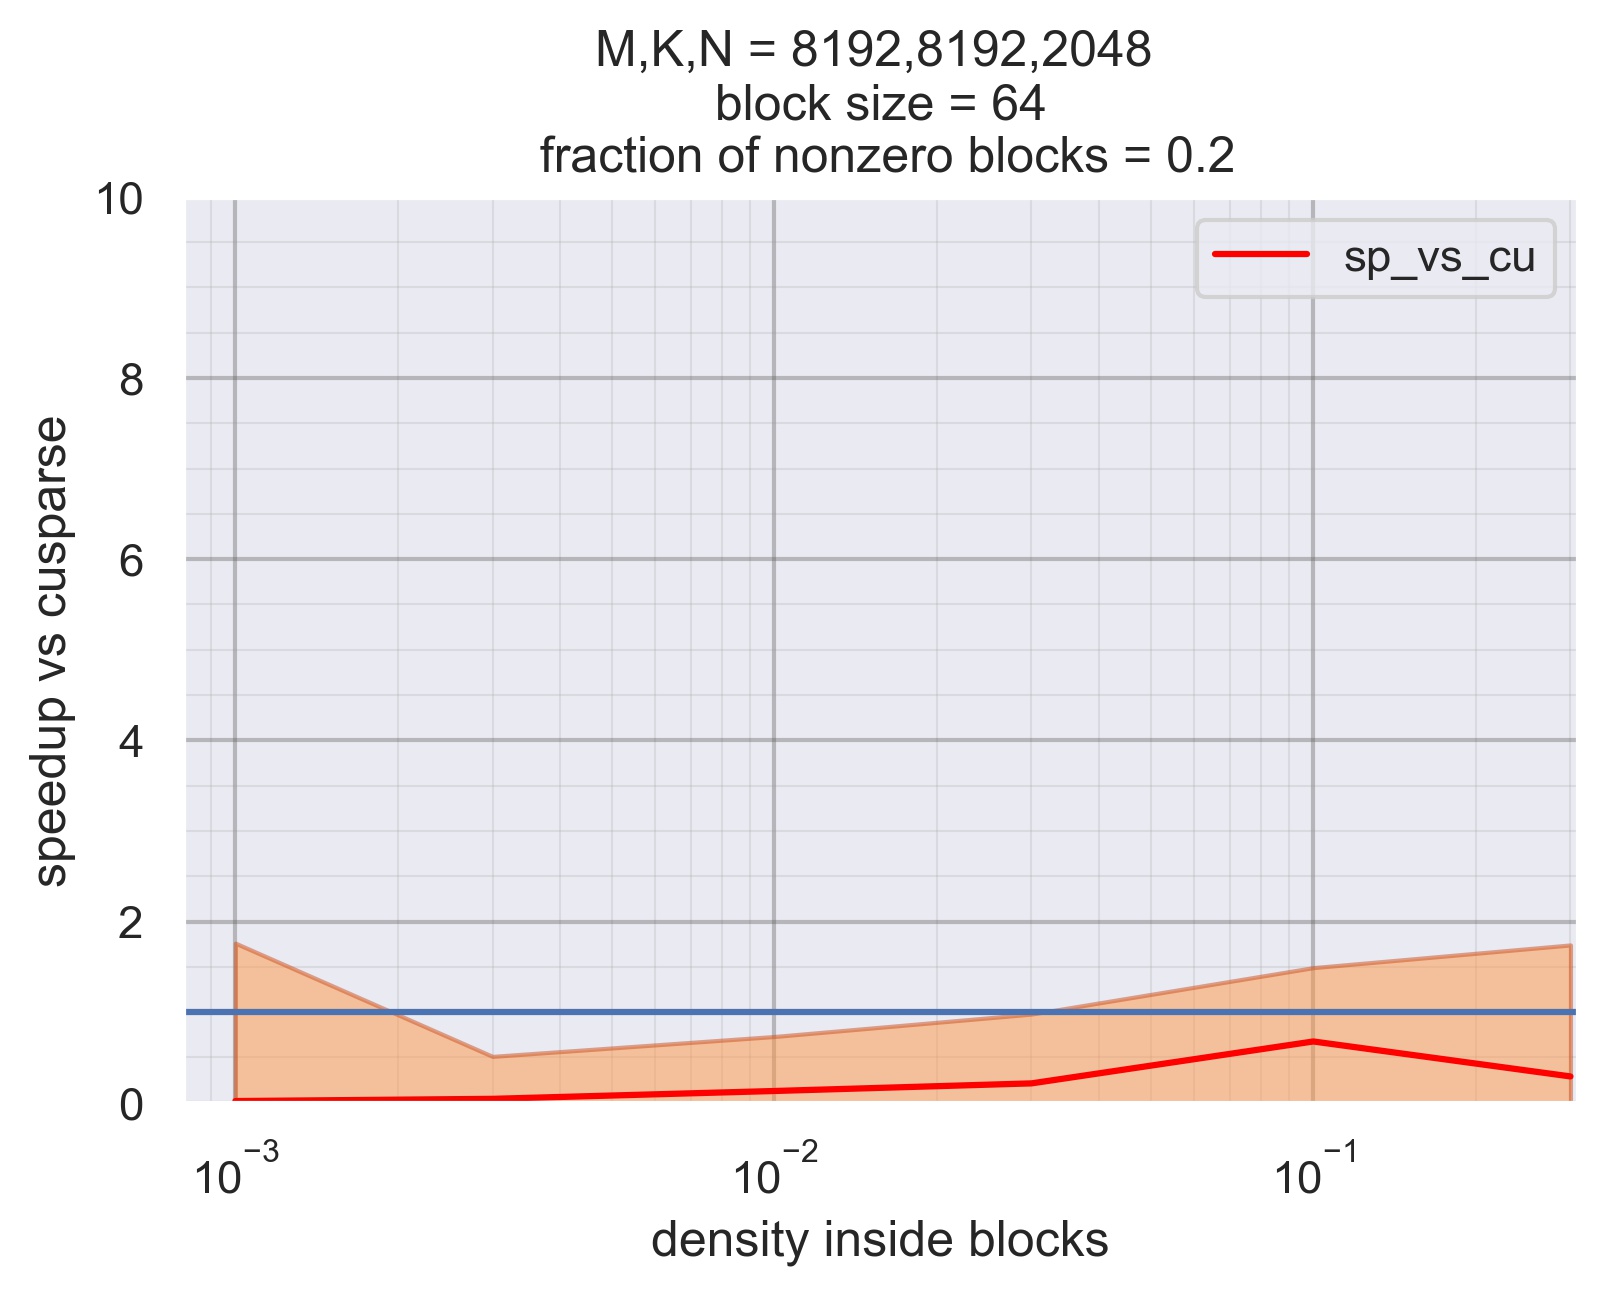 M,K,N = 8192,8192,2048
block size = 64
fraction of nonzero blocks = 0.2
10
8
6
4
2
0
speedup vs cusparse
sp_vs_cu
10⁻³
10⁻²
10⁻¹
density inside blocks